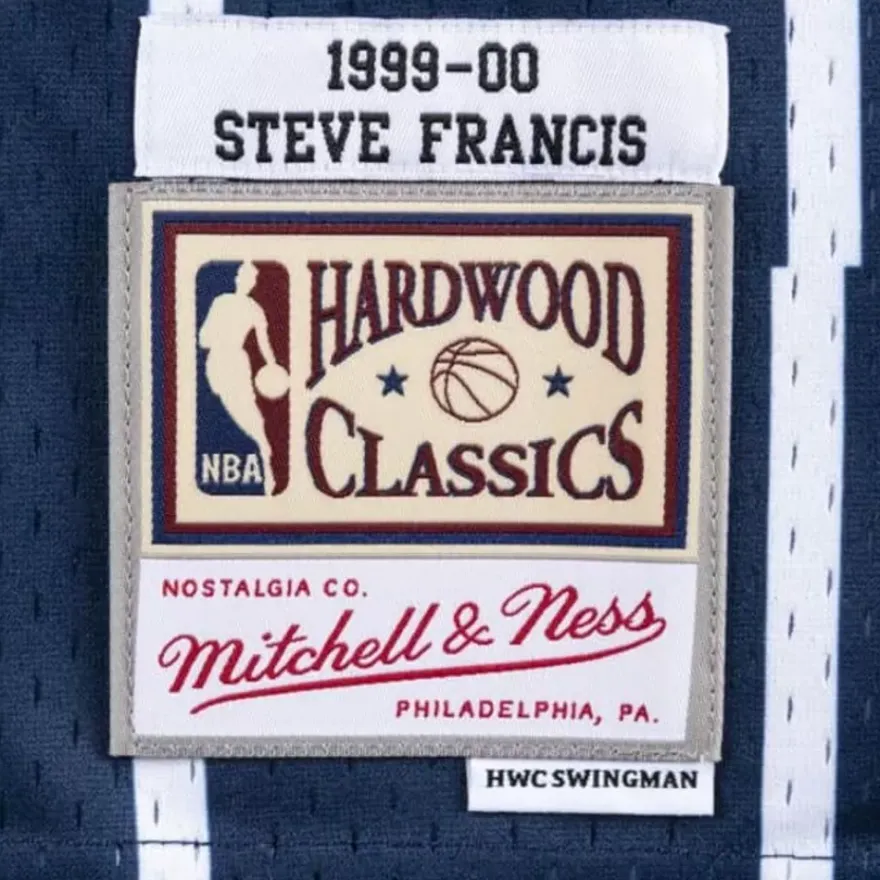 1999-00
STEVE FRANCIS
HARDWOOD
CLASSICS
NBA
NOSTALGIA CO.
Mitchell & Ness
PHILADELPHIA, PA.
HWC SWINGMAN